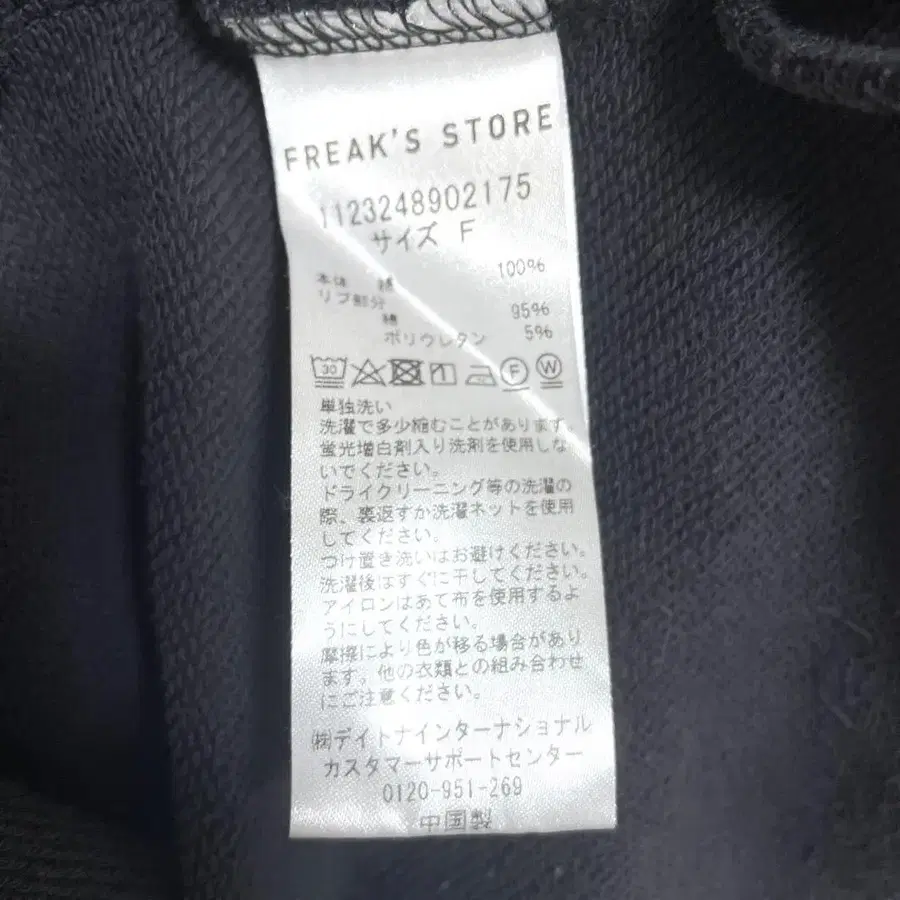 FREAK'S STORE
1123248902175
サイズ F
本体 綿 100%
リブ部分
綿 95%
ポリウレタン 5%
30 F W
単独洗い
洗濯で多少縮むことがあります。
蛍光増白剤入り洗剤を使用しな
いでください。
ドライクリーニング等の洗濯の
際、裏返すか洗濯ネットを使用
してください。
つけ置き洗いはお避けください。
洗濯後はすぐに干してください。
アイロンはあて布を使用するよ
うにしてください。
摩擦により色が移る場合があり
ます。他の衣類との組み合わせ
にご注意ください。
㈱デイトナインターナショナル
カスタマーサポートセンター
0120-951-269
中国製